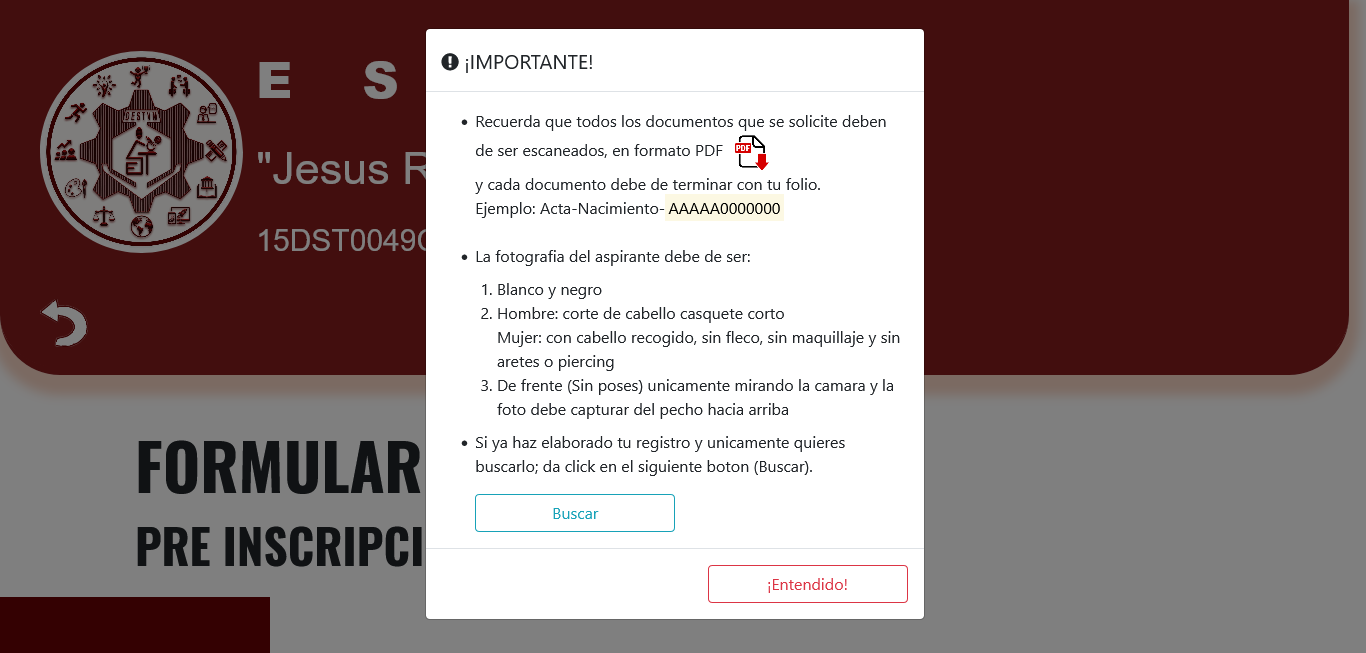 ¡IMPORTANTE!
Recuerda que todos los documentos que se solicite deben
de ser escaneados, en formato PDF
PDF
y cada documento debe de terminar con tu folio.
Ejemplo: Acta-Nacimiento- AAAAA0000000
La fotografia del aspirante debe de ser:
1. Blanco y negro
2. Hombre: corte de cabello casquete corto
Mujer: con cabello recogido, sin fleco, sin maquillaje y sin
aretes o piercing
3. De frente (Sin poses) unicamente mirando la camara y la
foto debe capturar del pecho hacia arriba
Si ya haz elaborado tu registro y unicamente quieres
buscarlo; da click en el siguiente boton (Buscar).
Buscar
¡Entendido!
E S
"Jesus R
15DST0049
FORMULAR
PRE INSCRIPCI